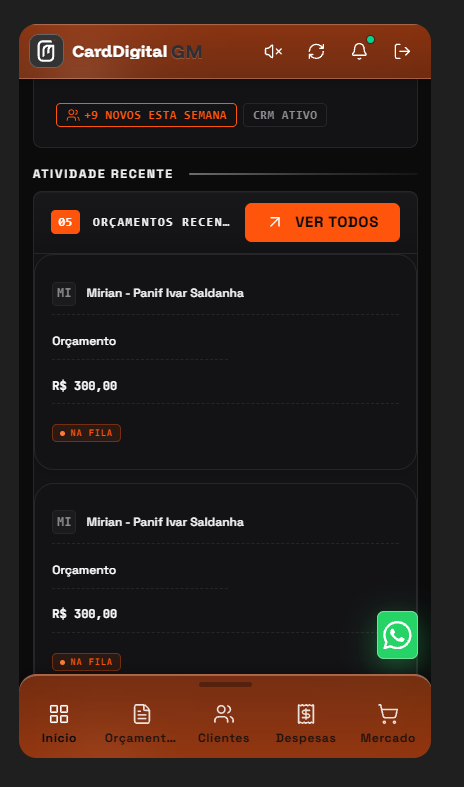 CardDigital GM
+9 NOVOS ESTA SEMANA CRM ATIVO
ATIVIDADE RECENTE
05 ORÇAMENTOS RECEN… VER TODOS
MI Mirian - Panif Ivar Saldanha
Orçamento
R$ 300,00
NA FILA
MI Mirian - Panif Ivar Saldanha
Orçamento
R$ 300,00
NA FILA
Início Orçament… Clientes Despesas Mercado